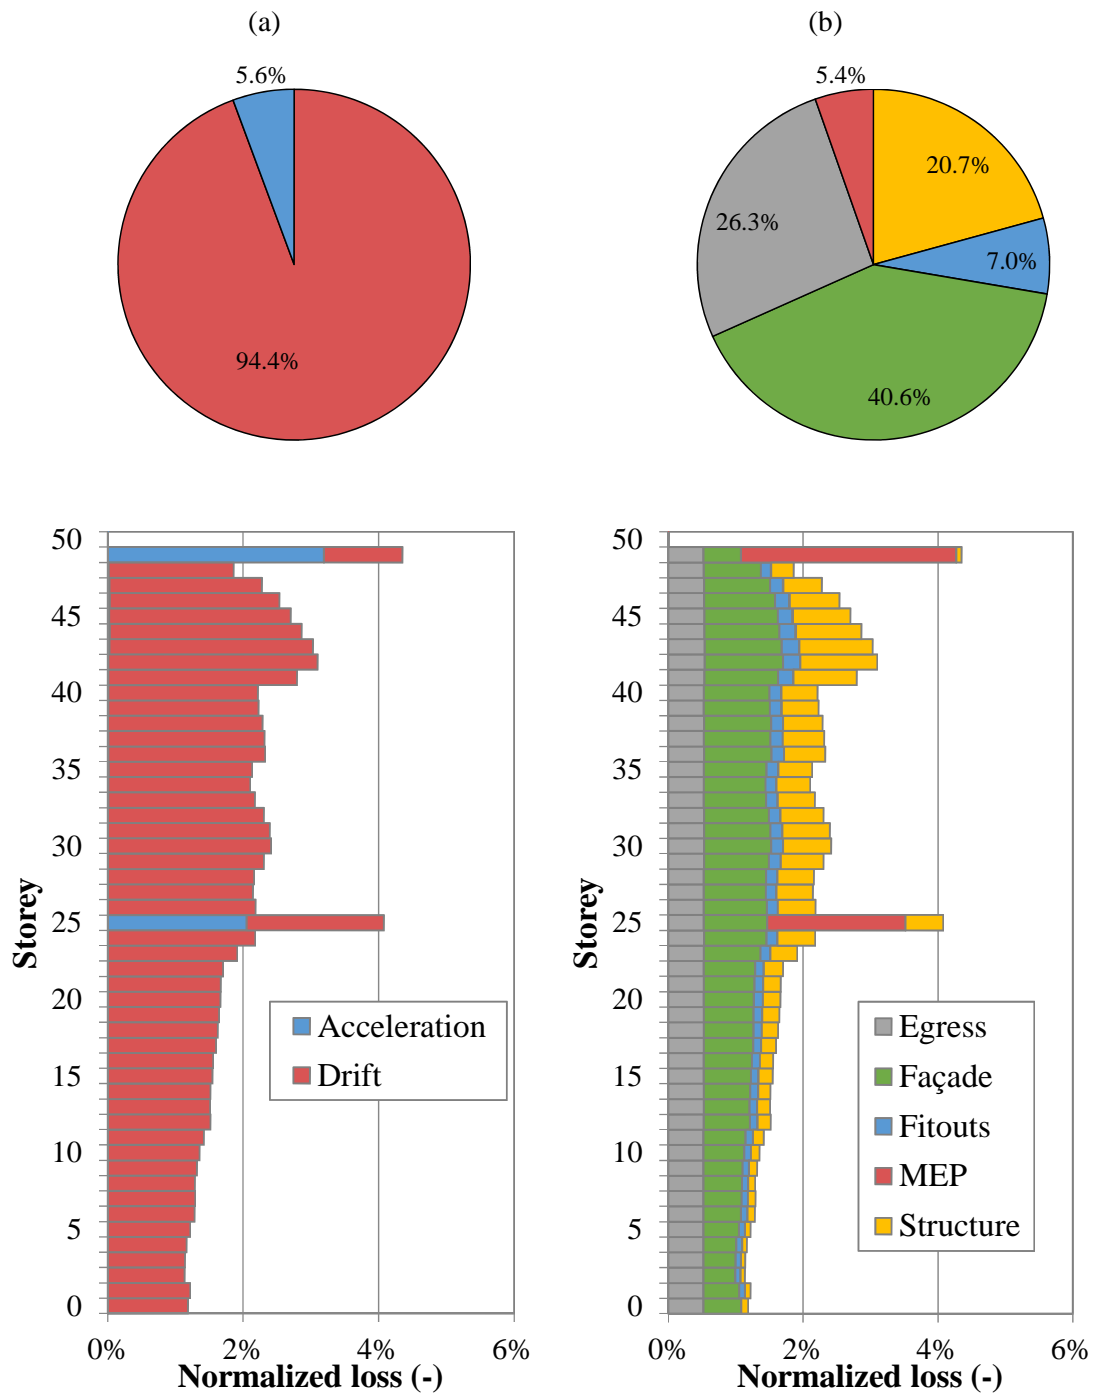 (a)
(b)
5.6%
94.4%
5.4%
20.7%
26.3%
7.0%
40.6%
50
45
40
35
30
25
20
15
10
5
0
Storey
Acceleration
Drift
0%
2%
4%
6%
Normalized loss (-)
50
45
40
35
30
25
20
15
10
5
0
Storey
Egress
Façade
Fitouts
MEP
Structure
0%
2%
4%
6%
Normalized loss (-)